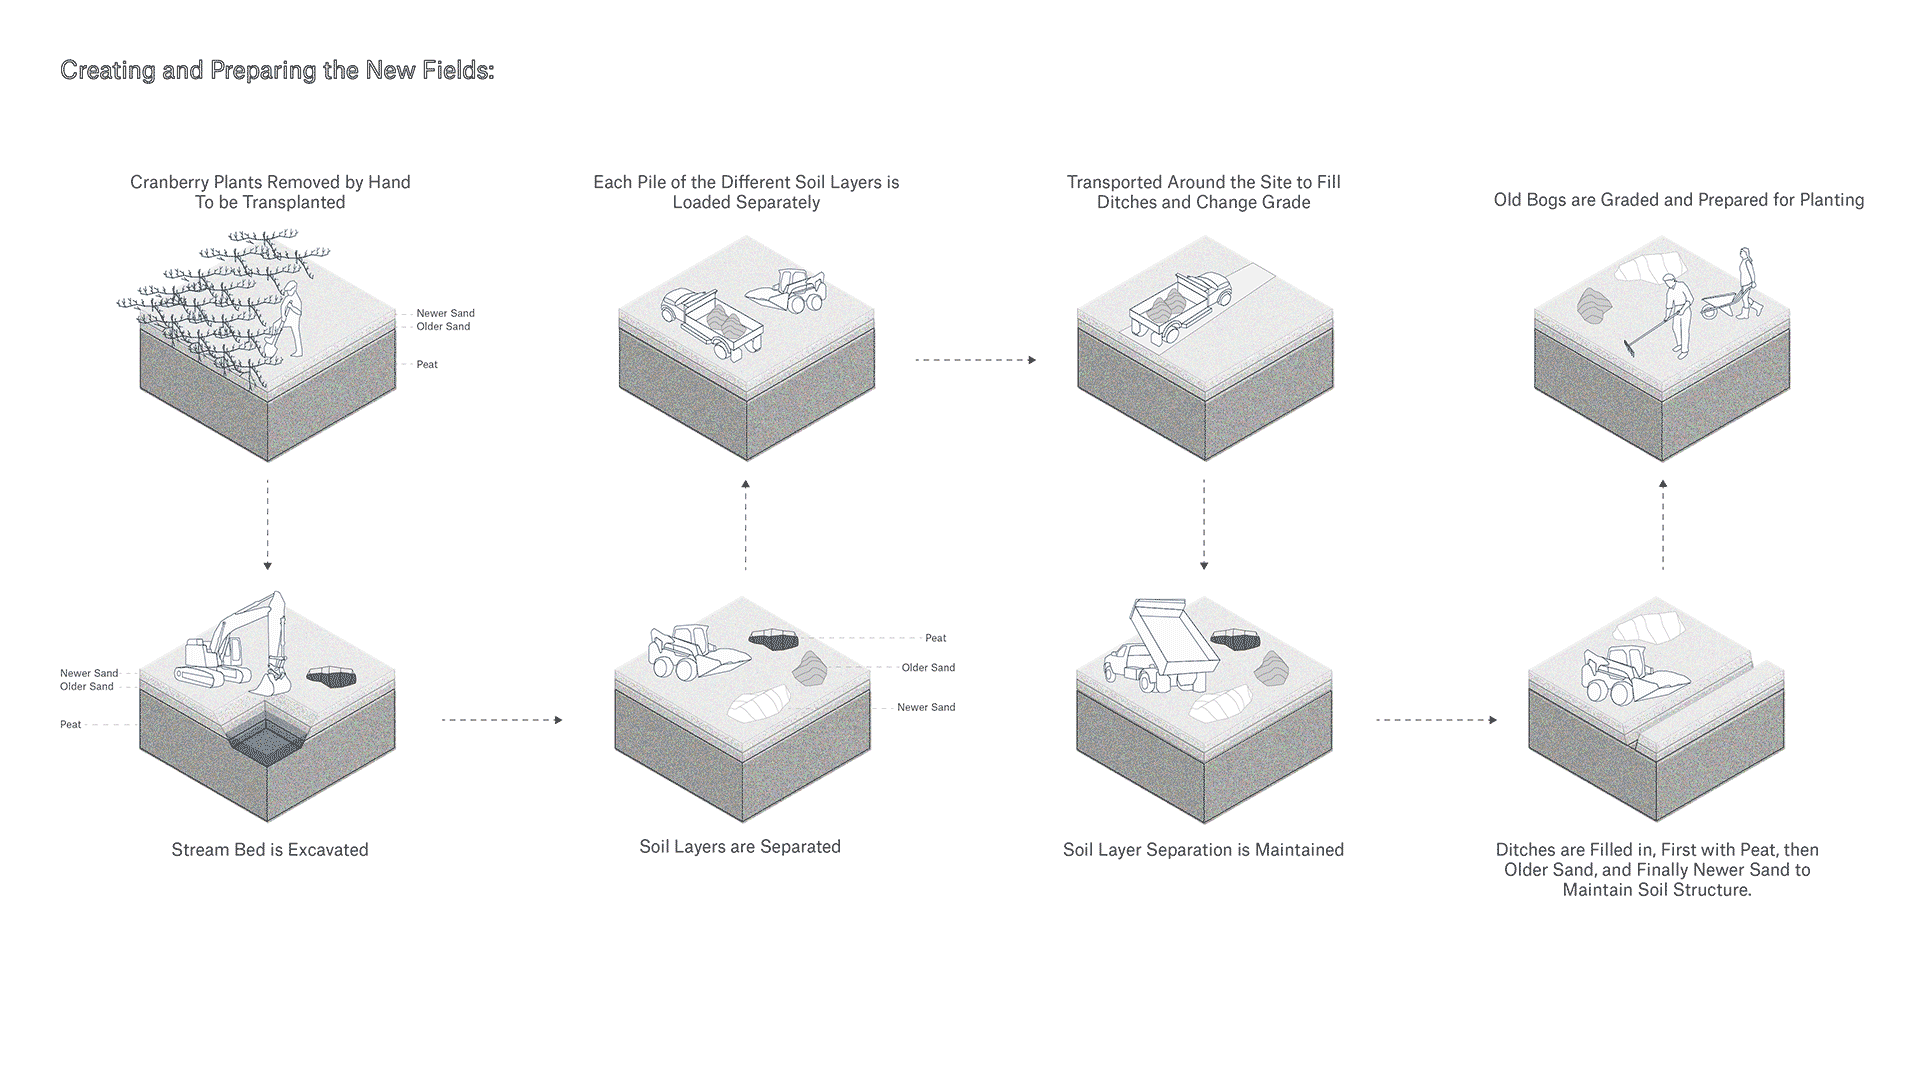 Creating and Preparing the New Fields:
Cranberry Plants Removed by Hand
To be Transplanted
Newer Sand
Older Sand
Peat
Each Pile of the Different Soil Layers is
Loaded Separately
Transported Around the Site to Fill
Ditches and Change Grade
Old Bogs are Graded and Prepared for Planting
Newer Sand
Older Sand
Peat
Stream Bed is Excavated
Peat
Older Sand
Newer Sand
Soil Layers are Separated
Soil Layer Separation is Maintained
Ditches are Filled in, First with Peat, then
Older Sand, and Finally Newer Sand to
Maintain Soil Structure.